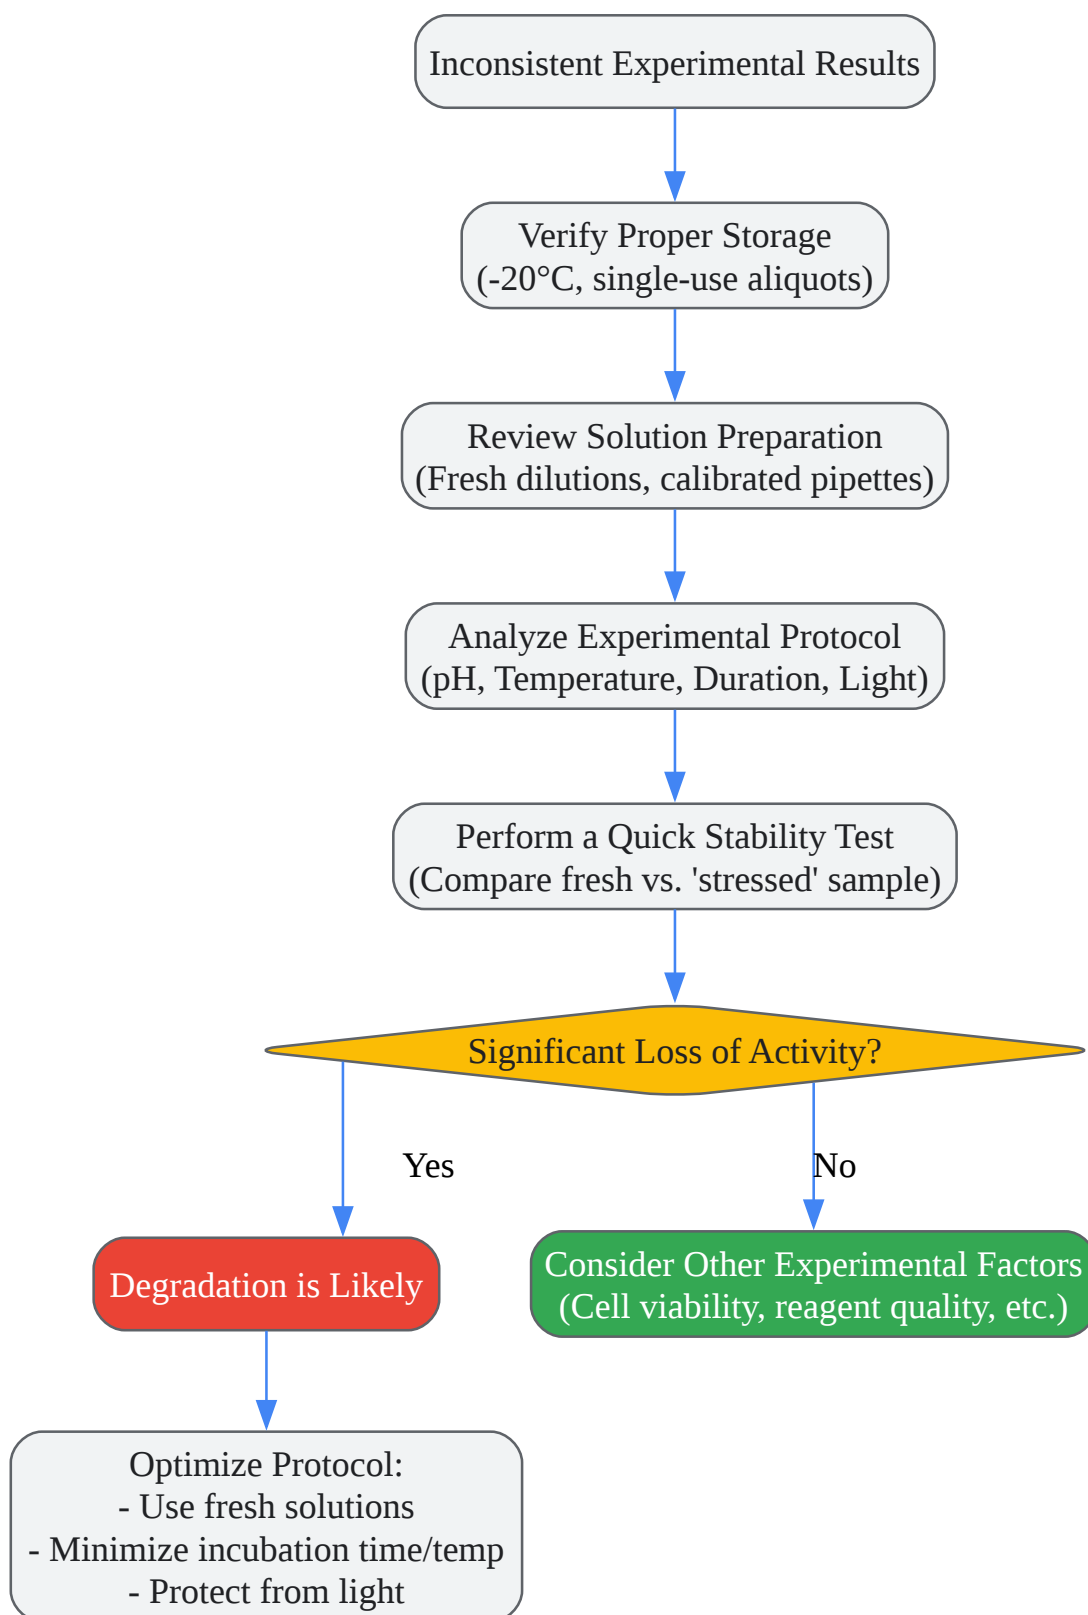 Inconsistent Experimental Results
Verify Proper Storage
(-20°C, single-use aliquots)
Review Solution Preparation
(Fresh dilutions, calibrated pipettes)
Analyze Experimental Protocol
(pH, Temperature, Duration, Light)
Perform a Quick Stability Test
(Compare fresh vs. 'stressed' sample)
Significant Loss of Activity?
Yes
No
Degradation is Likely
Consider Other Experimental Factors
(Cell viability, reagent quality, etc.)
Optimize Protocol:
- Use fresh solutions
- Minimize incubation time/temp
- Protect from light